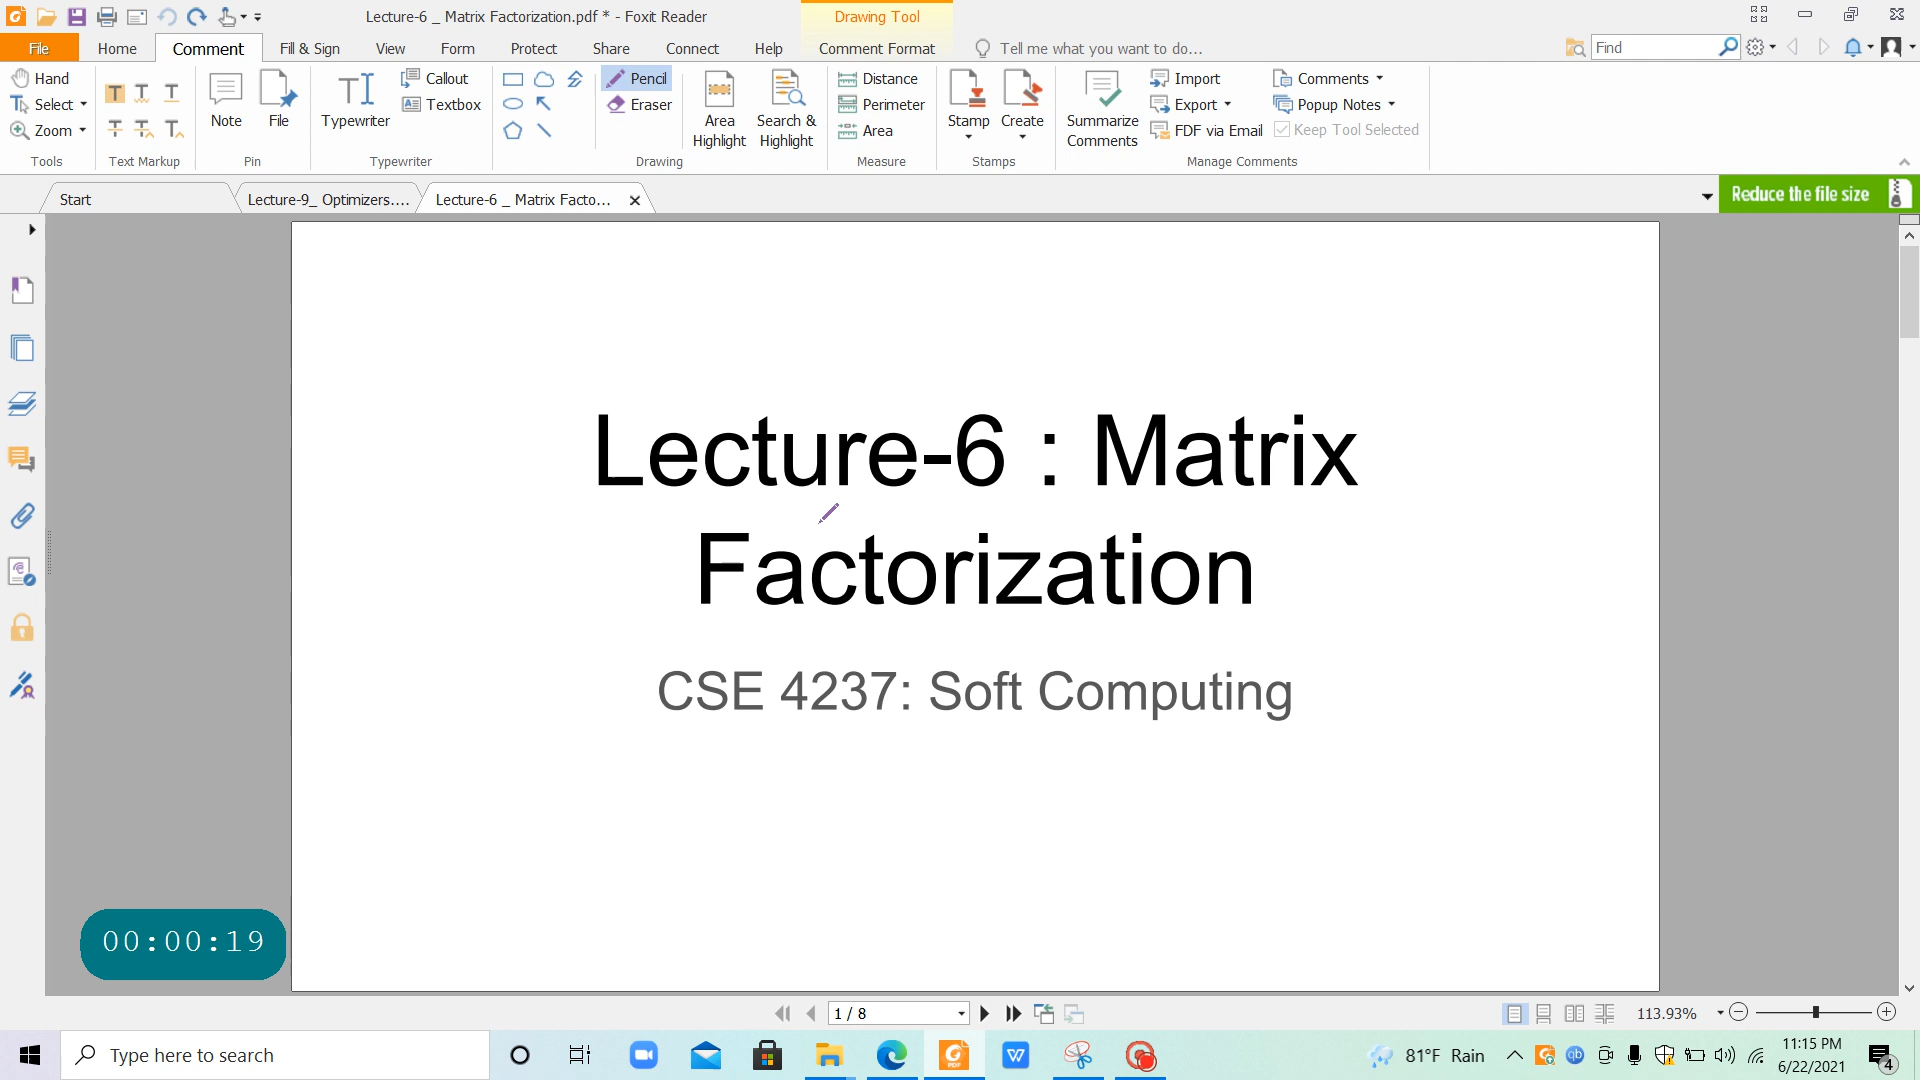 Lecture-6 _ Matrix Factorization.pdf * - Foxit Reader
Drawing Tool
File
Home
Comment
Fill & Sign
View
Form
Protect
Share
Connect
Help
Comment Format
Tell me what you want to do...
Find
Hand
Select
Zoom
Tools
Text Markup
Note
File
Pin
Typewriter
Callout
Textbox
Typewriter
Pencil
Eraser
Area Highlight
Search & Highlight
Drawing
Distance
Perimeter
Area
Measure
Stamp
Create
Stamps
Summarize Comments
Import
Export
FDF via Email
Comments
Popup Notes
Keep Tool Selected
Manage Comments
Start
Lecture-9_ Optimizers....
Lecture-6 _ Matrix Facto...
Reduce the file size
Lecture-6 : Matrix
Factorization
CSE 4237: Soft Computing
00:00:19
1 / 8
113.93%
Type here to search
81°F Rain
11:15 PM
6/22/2021
4